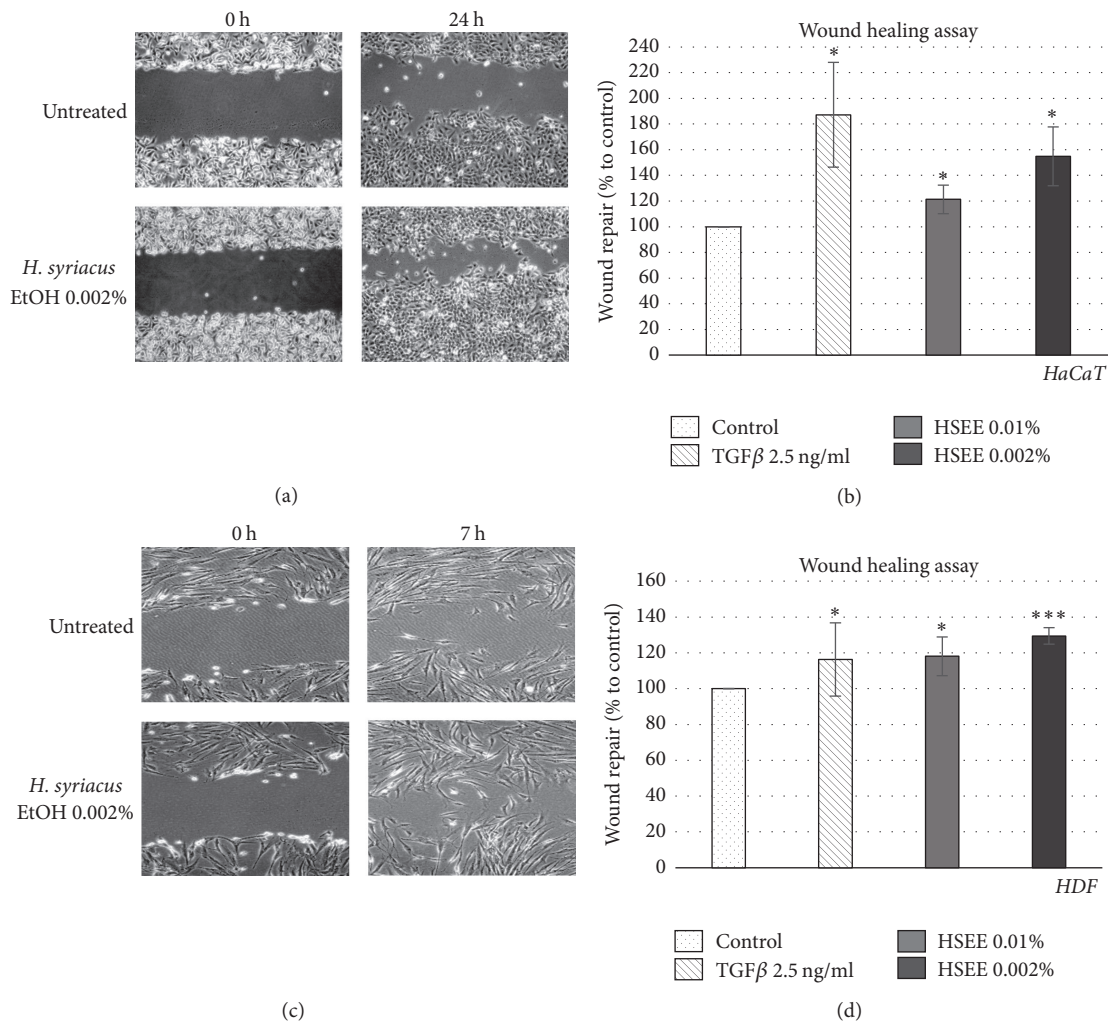 0 h
24 h
Untreated
H. syriacus
EtOH 0.002%
(a)
Wound healing assay
Wound repair (% to control)
240
220
200
180
160
140
120
100
80
60
40
20
0
*
*
*
HaCaT
Control
HSEE 0.01%
TGFβ 2.5 ng/ml
HSEE 0.002%
(b)
0 h
7 h
Untreated
H. syriacus
EtOH 0.002%
(c)
Wound healing assay
Wound repair (% to control)
160
140
120
100
80
60
40
20
0
*
*
***
HDF
Control
HSEE 0.01%
TGFβ 2.5 ng/ml
HSEE 0.002%
(d)